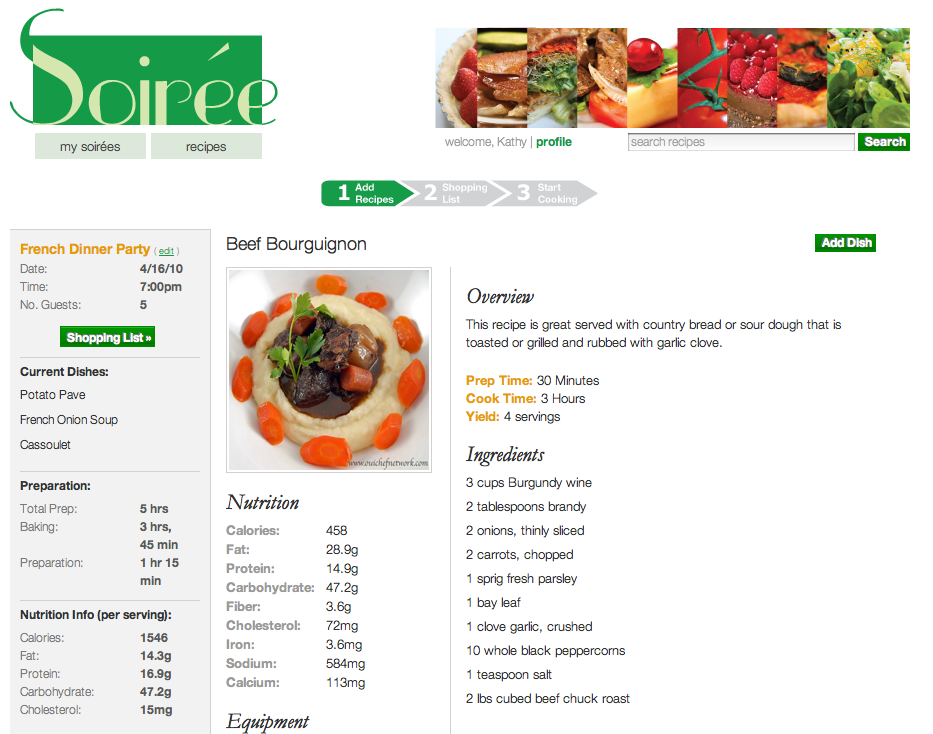 Soirée
my soirées
recipes
welcome, Kathy | profile
search recipes
Search
1 Add Recipes
2 Shopping List
3 Start Cooking
French Dinner Party ( edit )
Date: 4/16/10
Time: 7:00pm
No. Guests: 5
Shopping List »
Current Dishes:
Potato Pave
French Onion Soup
Cassoulet
Preparation:
Total Prep: 5 hrs
Baking: 3 hrs,
45 min
Preparation: 1 hr 15
min
Nutrition Info (per serving):
Calories: 1546
Fat: 14.3g
Protein: 16.9g
Carbohydrate: 47.2g
Cholesterol: 15mg
Beef Bourguignon
Add Dish
www.ouichefnetwork.com
Nutrition
Calories: 458
Fat: 28.9g
Protein: 14.9g
Carbohydrate: 47.2g
Fiber: 3.6g
Cholesterol: 72mg
Iron: 3.6mg
Sodium: 584mg
Calcium: 113mg
Equipment
Overview
This recipe is great served with country bread or sour dough that is
toasted or grilled and rubbed with garlic clove.
Prep Time: 30 Minutes
Cook Time: 3 Hours
Yield: 4 servings
Ingredients
3 cups Burgundy wine
2 tablespoons brandy
2 onions, thinly sliced
2 carrots, chopped
1 sprig fresh parsley
1 bay leaf
1 clove garlic, crushed
10 whole black peppercorns
1 teaspoon salt
2 lbs cubed beef chuck roast